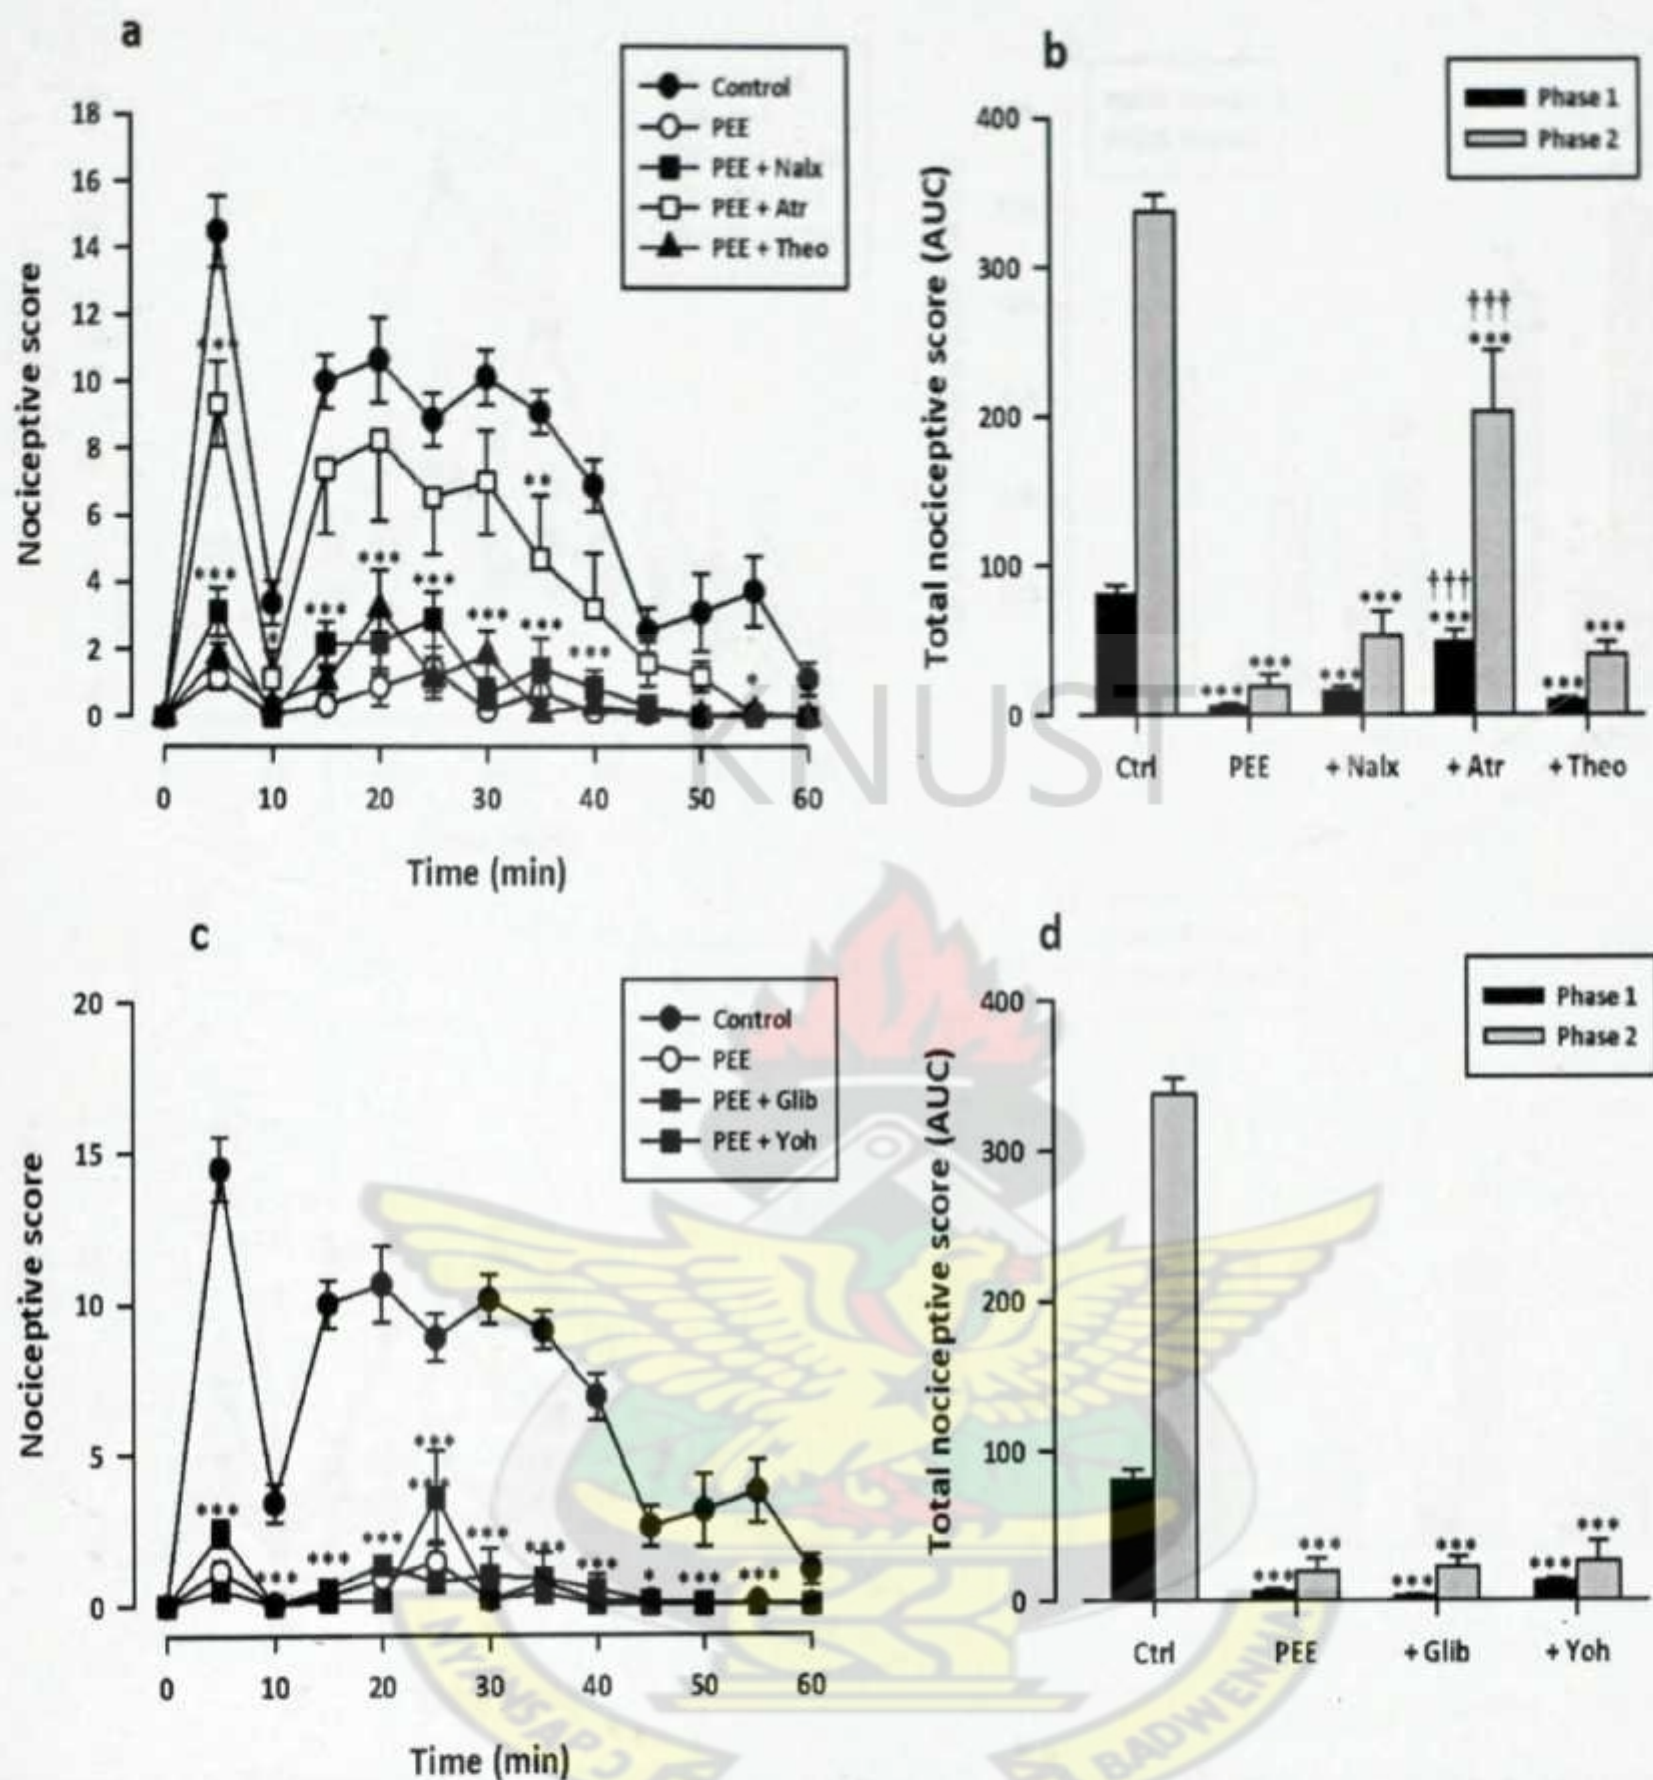 a
Nociceptive score
18
16
14
12
10
8
6
4
2
0
***
***
*
***
***
***
***
***
**
***
*
Control
PEE
PEE + Nalx
PEE + Atr
PEE + Theo
0 10 20 30 40 50 60
Time (min)
b
Total nociceptive score (AUC)
400
300
200
100
0
Phase 1
Phase 2
***
***
***
***
†††
***
†††
***
***
***
Ctrl PEE + Nalx + Atr + Theo
KNUST
c
Nociceptive score
20
15
10
5
0
Control
PEE
PEE + Glib
PEE + Yoh
***
***
***
***
***
***
***
***
***
*
***
***
0 10 20 30 40 50 60
Time (min)
d
Total nociceptive score (AUC)
400
300
200
100
0
Phase 1
Phase 2
***
***
***
***
***
***
Ctrl PEE + Glib + Yoh
NYANSAPƆ
BADWENMA